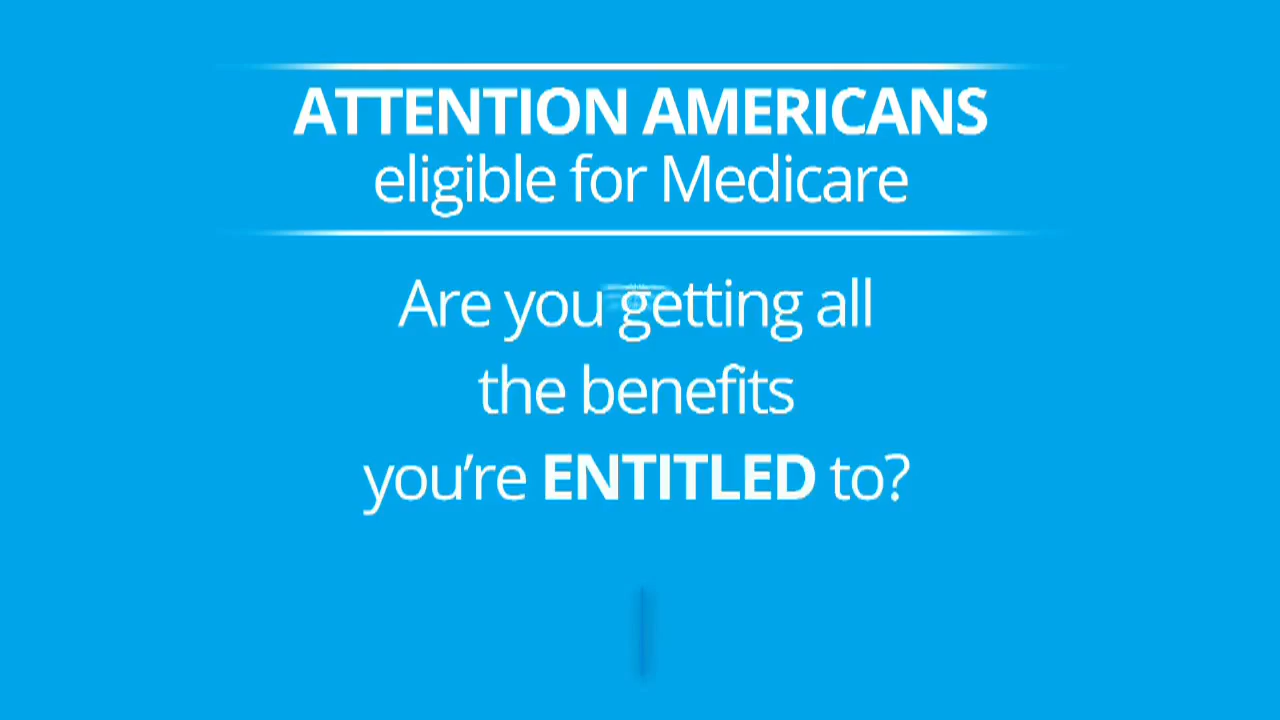 ATTENTION AMERICANS
eligible for Medicare
Are you getting all
the benefits
you’re ENTITLED to?